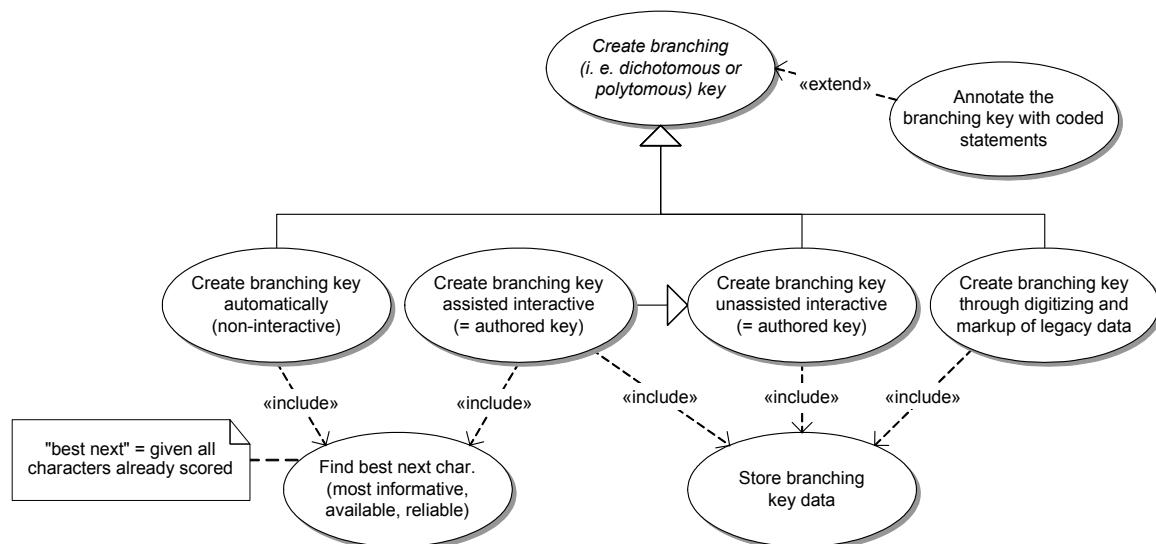 Create branching
(i. e. dichotomous or
polytomous) key
«extend»
Annotate the
branching key with coded
statements
Create branching key
automatically
(non-interactive)
Create branching key
assisted interactive
(= authored key)
Create branching key
unassisted interactive
(= authored key)
Create branching key
through digitizing and
markup of legacy data
«include»
«include»
«include»
«include»
«include»
"best next" = given all
characters already scored
Find best next char.
(most informative,
available, reliable)
Store branching
key data